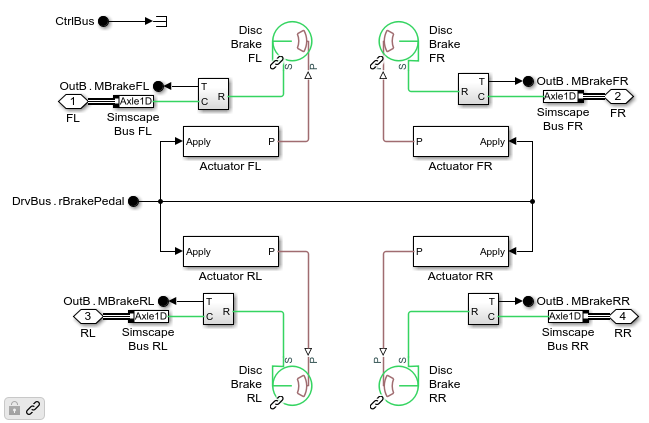 CtrlBus
Disc
Brake
FL
S
P
Disc
Brake
FR
S
OutB.MBrakeFL
T
C
R
1
FL
Axle1D
Simscape
Bus FL
OutB.MBrakeFR
T
C
R
Axle1D
Simscape
Bus FR
2
FR
Apply
P
Actuator FL
P
Apply
Actuator FR
DrvBus.rBrakePedal
Apply
P
Actuator RL
P
Apply
Actuator RR
OutB.MBrakeRL
T
C
R
3
RL
Axle1D
Simscape
Bus RL
OutB.MBrakeRR
T
C
R
Axle1D
Simscape
Bus RR
4
RR
S
P
Disc
Brake
RL
P
S
Disc
Brake
RR